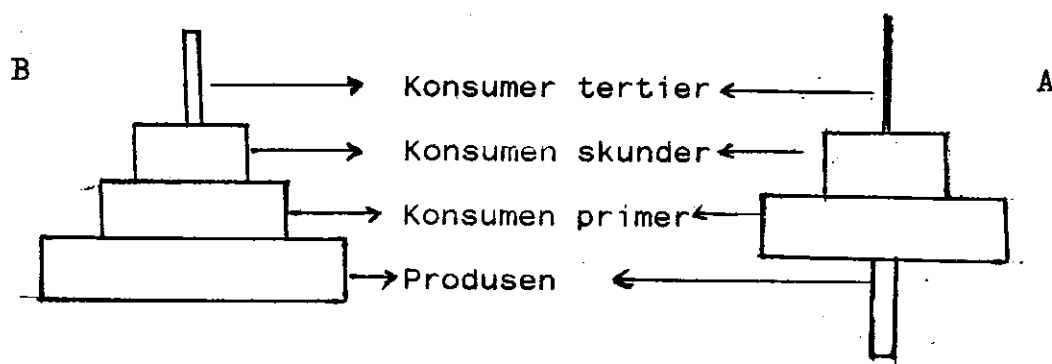 B
A
Konsumer tertier
Konsumen skunder
Konsumen primer
Produsen